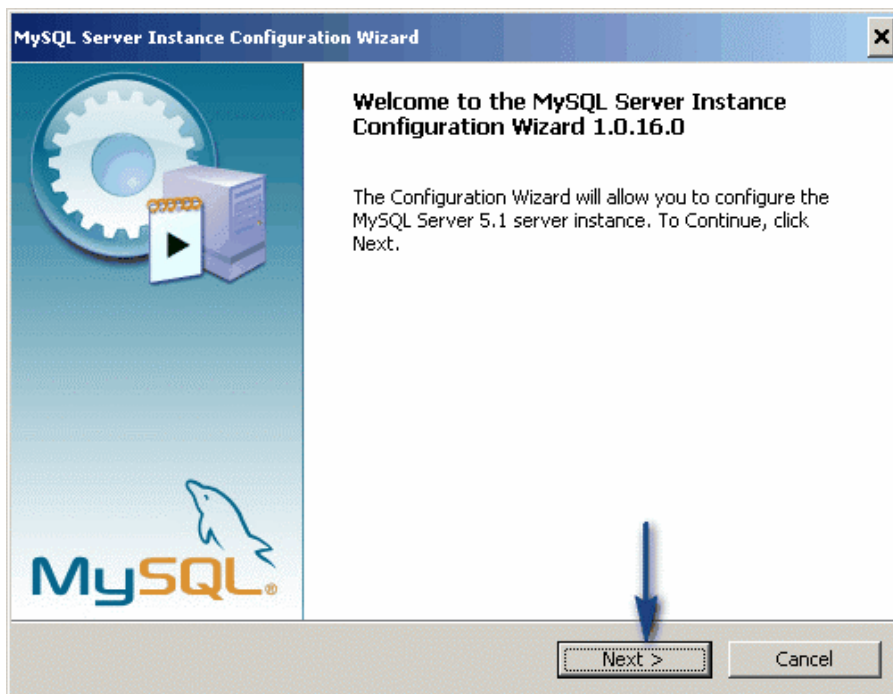 MySQL Server Instance Configuration Wizard
Welcome to the MySQL Server Instance
Configuration Wizard 1.0.16.0
The Configuration Wizard will allow you to configure the
MySQL Server 5.1 server instance. To Continue, click
Next.
MySQL®
Next >
Cancel